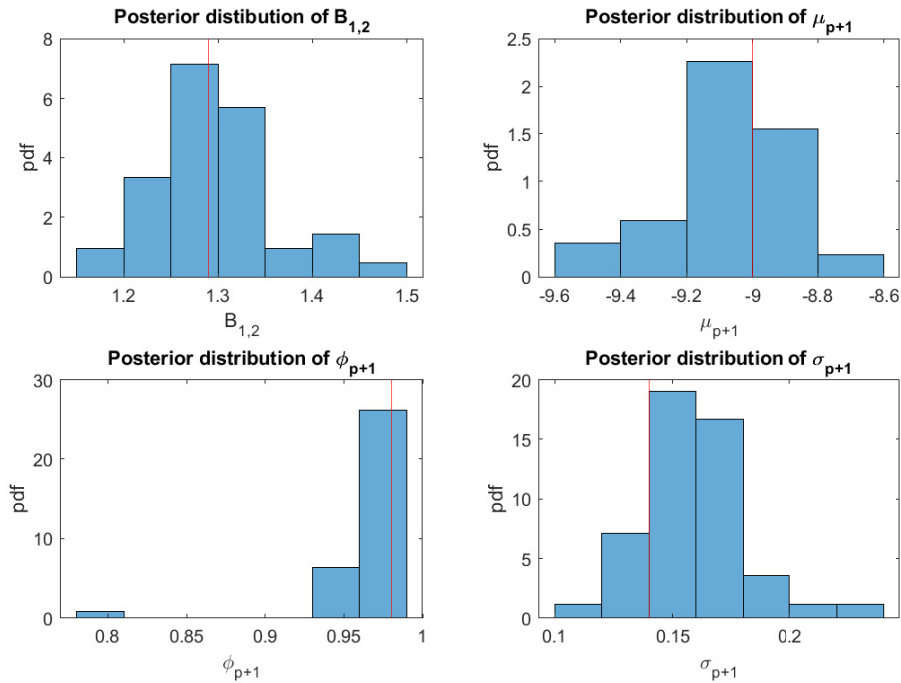 Posterior distibution of B1,2
8
6
4
2
0
pdf
1.2 1.3 1.4 1.5
B1,2
Posterior distribution of μp+1
2.5
2
1.5
1
0.5
0
pdf
-9.6 -9.4 -9.2 -9 -8.8 -8.6
μp+1
Posterior distribution of ϕp+1
30
20
10
0
pdf
0.8 0.85 0.9 0.95 1
ϕp+1
Posterior distribution of σp+1
20
15
10
5
0
pdf
0.1 0.15 0.2
σp+1